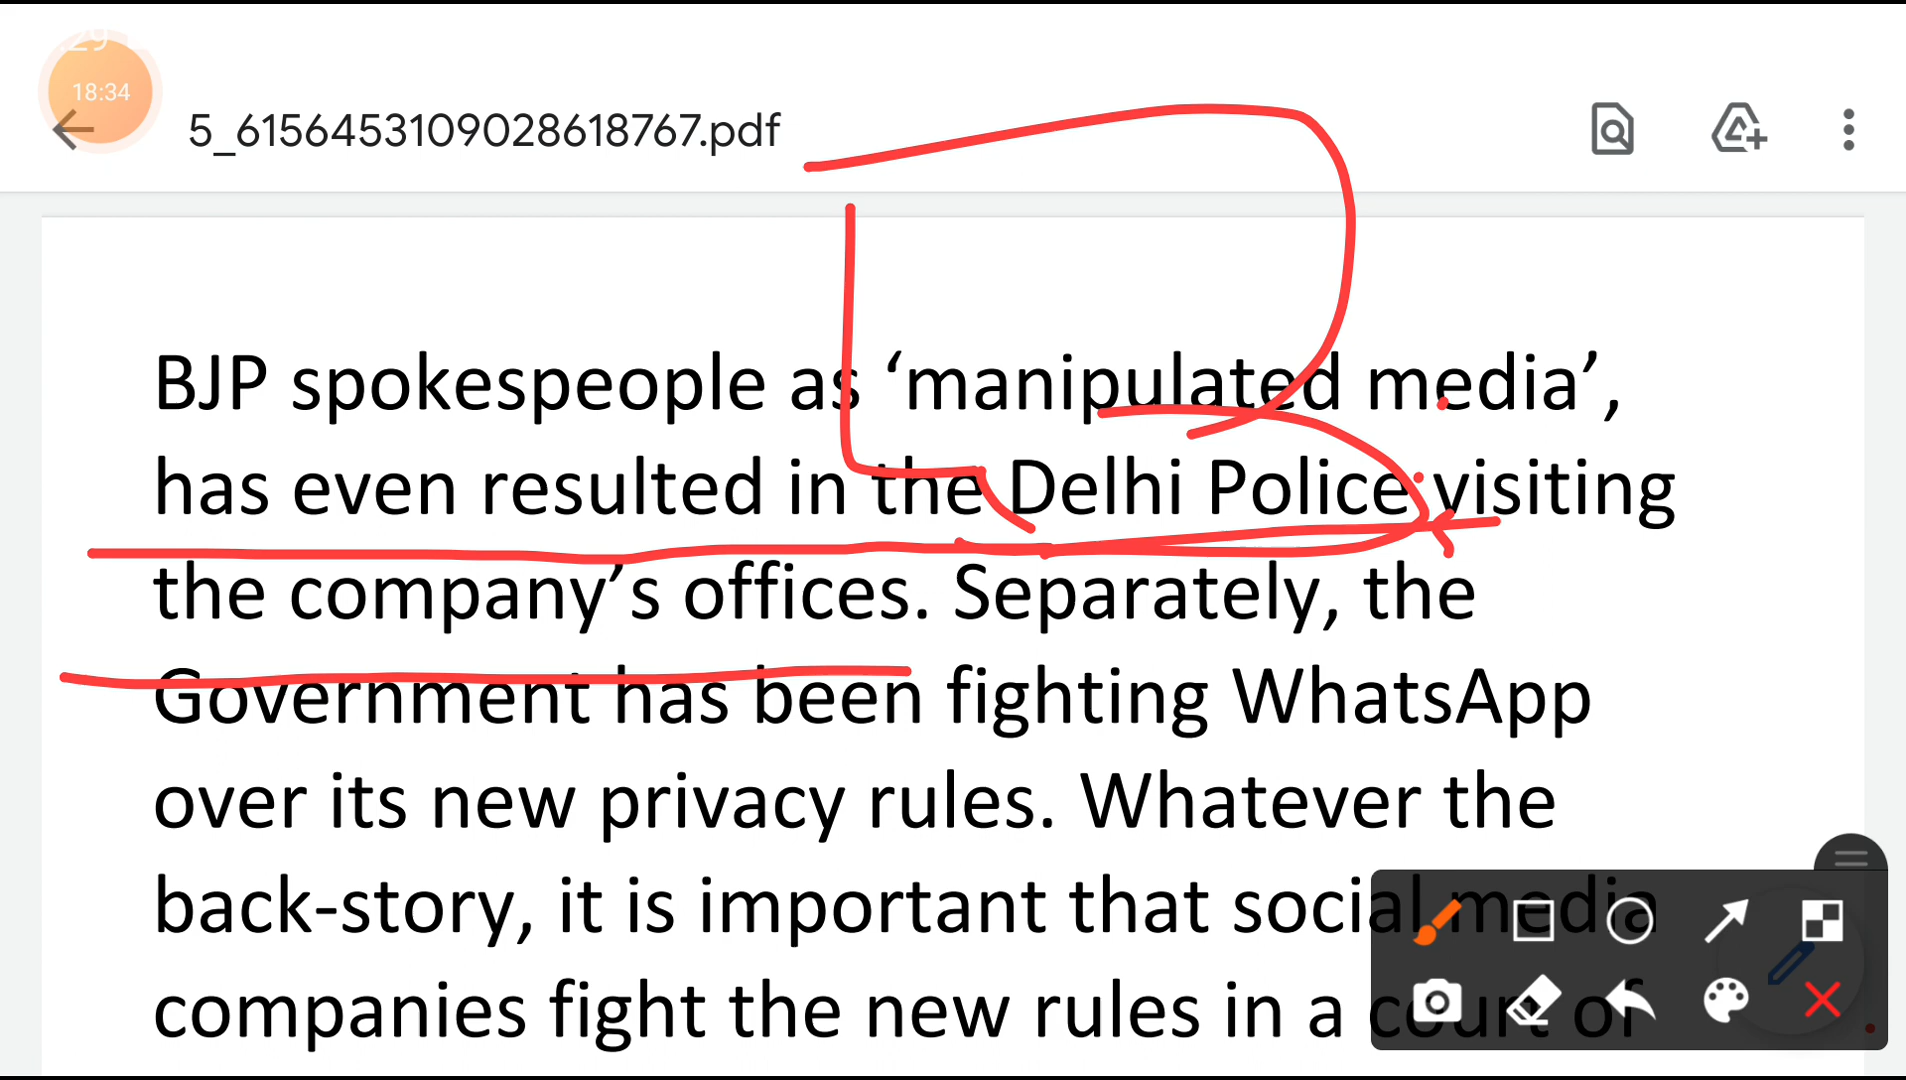 29
18:34
5_6156453109028618767.pdf
BJP spokespeople as ‘manipulated media’,
has even resulted in the Delhi Police visiting
the company’s offices. Separately, the
Government has been fighting WhatsApp
over its new privacy rules. Whatever the
back-story, it is important that social media
companies fight the new rules in a court of